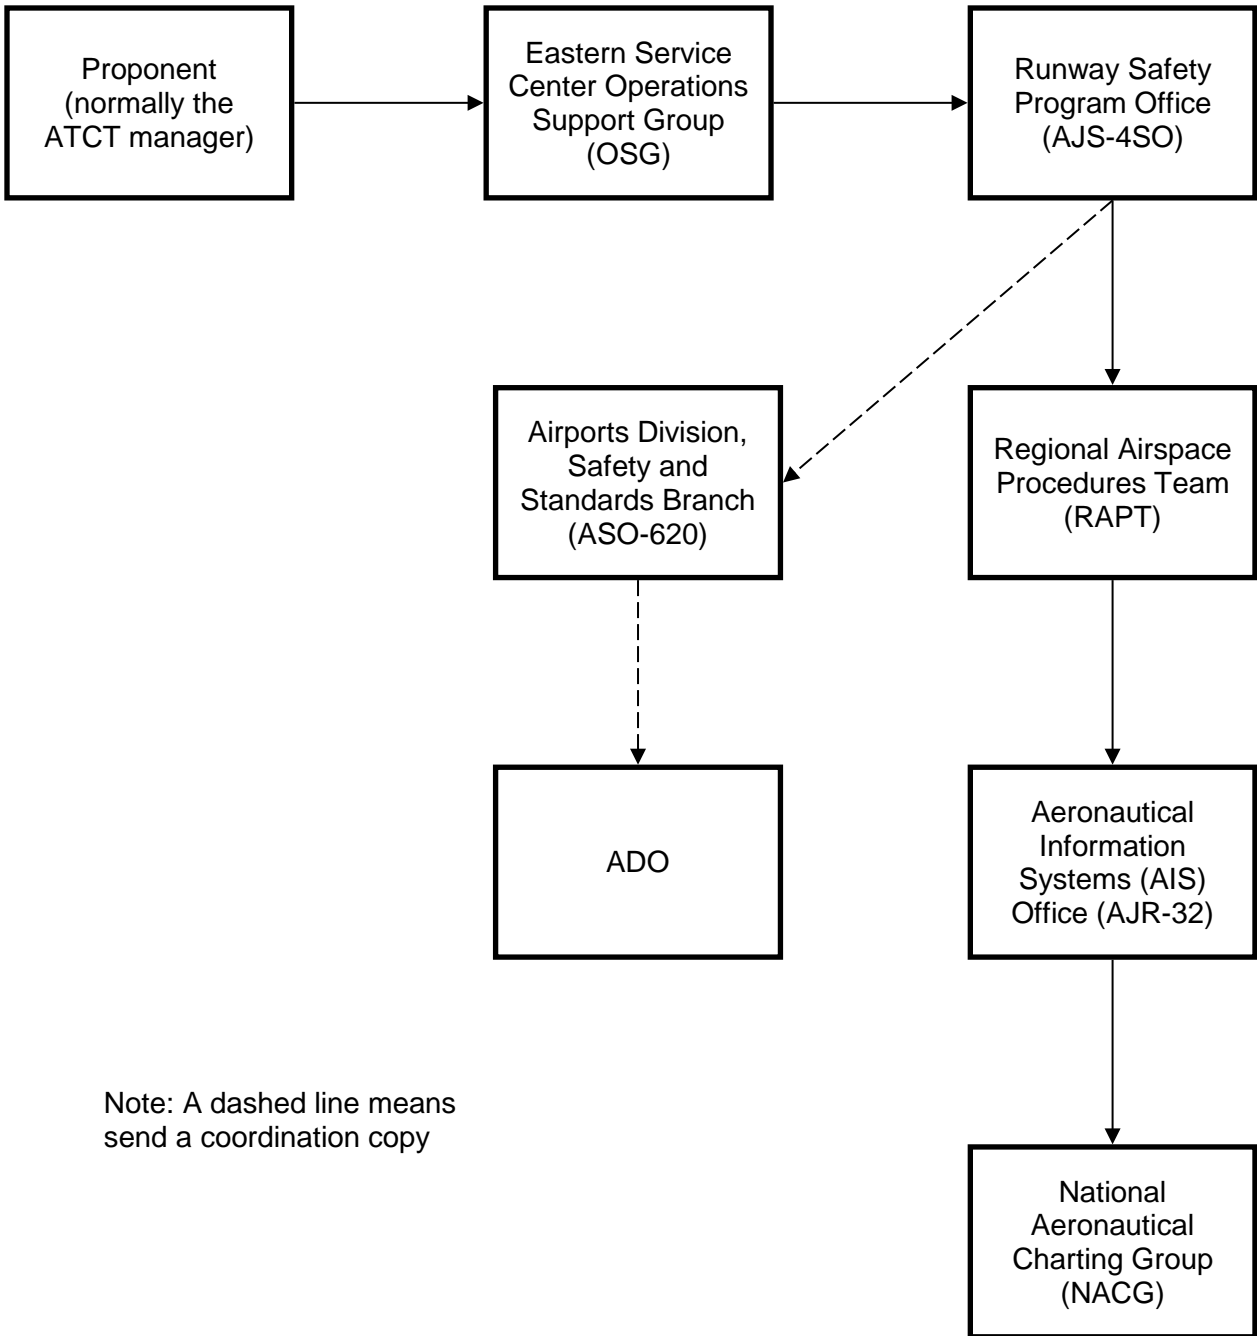 Proponent
(normally the
ATCT manager)
Eastern Service
Center Operations
Support Group
(OSG)
Runway Safety
Program Office
(AJS-4SO)
Airports Division,
Safety and
Standards Branch
(ASO-620)
Regional Airspace
Procedures Team
(RAPT)
ADO
Aeronautical
Information
Systems (AIS)
Office (AJR-32)
Note: A dashed line means
send a coordination copy
National
Aeronautical
Charting Group
(NACG)